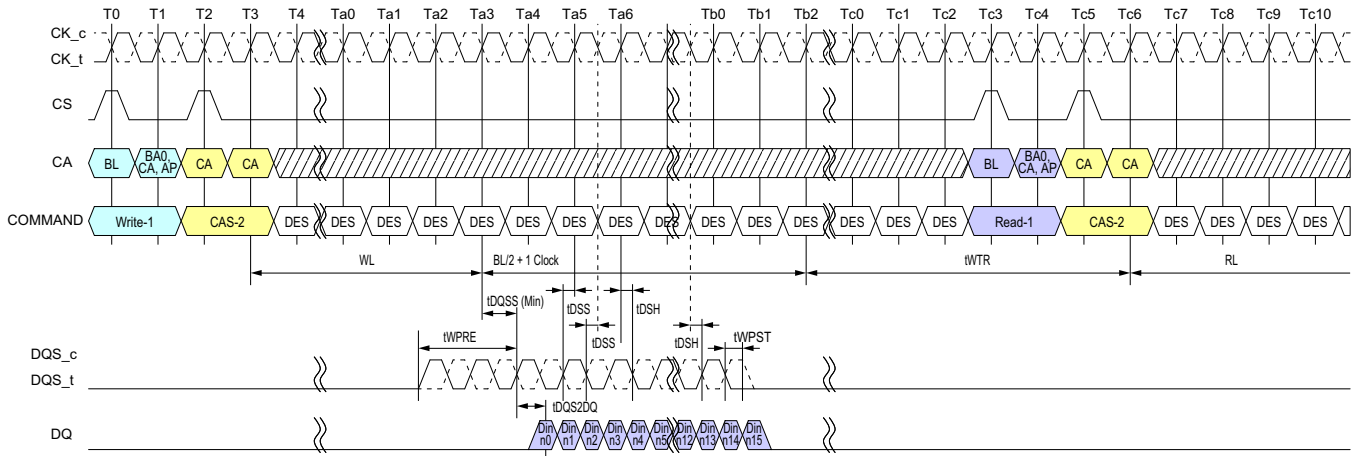 T0 T1 T2 T3 T4 Ta0 Ta1 Ta2 Ta3 Ta4 Ta5 Ta6 Tb0 Tb1 Tb2 Tc0 Tc1 Tc2 Tc3 Tc4 Tc5 Tc6 Tc7 Tc8 Tc9 Tc10
CK_c
CK_t
CS
CA BL BA0, CA, AP CA CA BL BA0, CA, AP CA CA
COMMAND Write-1 CAS-2 DES DES DES DES DES DES DES DES DES DES DES DES DES DES DES Read-1 CAS-2 DES DES DES DES
WL BL/2 + 1 Clock tWTR RL
tDQSS (Min) tDSS tDSH
tWPRE tDSS tDSH tWPST
DQS_c
DQS_t
tDQS2DQ
DQ Din n0 Din n1 Din n2 Din n3 Din n4 Din n5 Din n12 Din n13 Din n14 Din n15